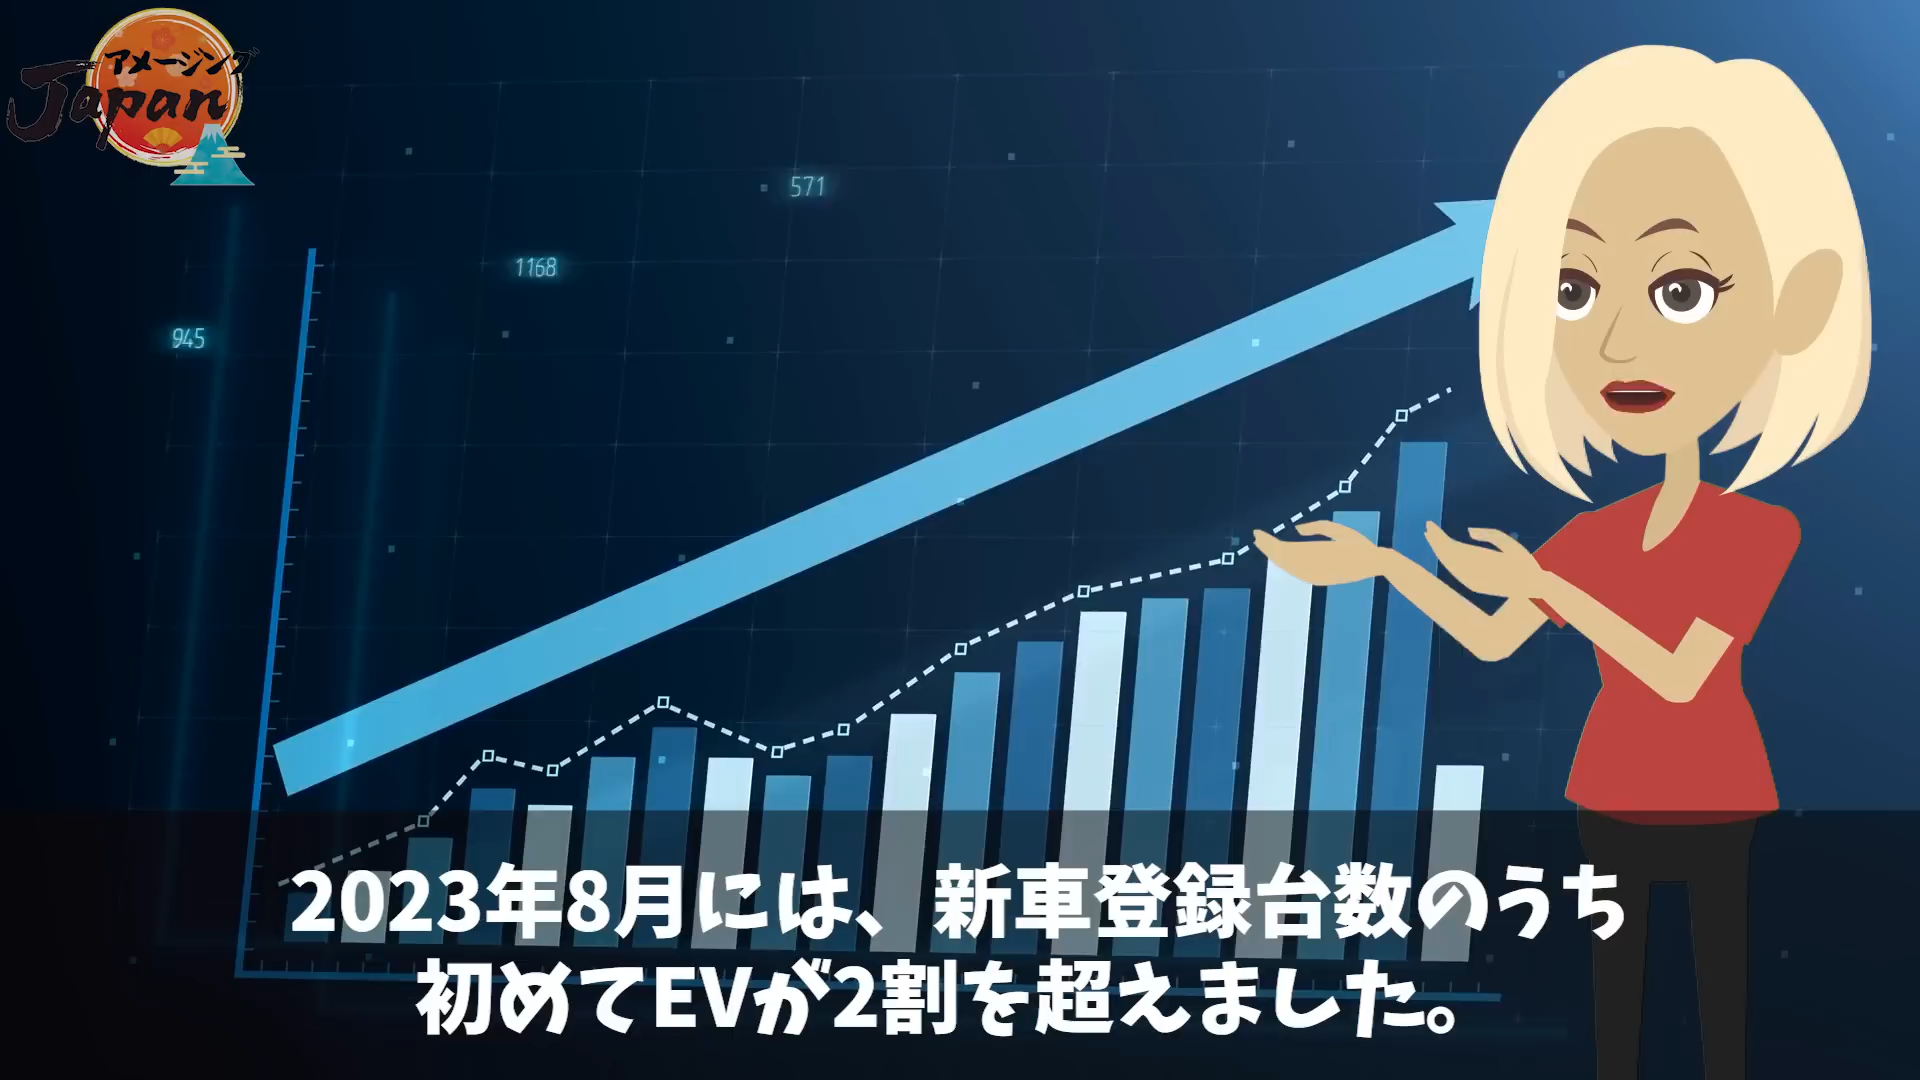 アメージング
Japan
571
1168
945
2023年8月には、新車登録台数のうち
初めてEVが2割を超えました。